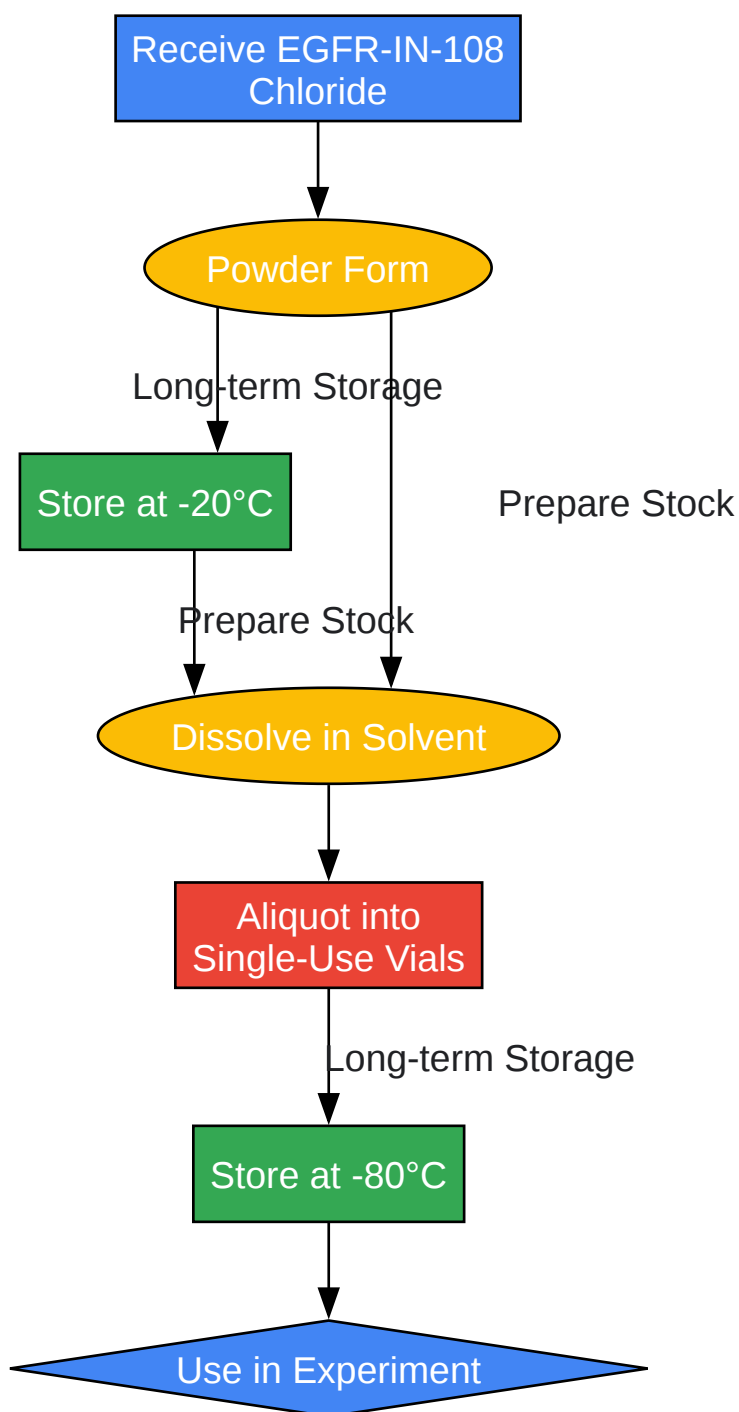 Receive EGFR-IN-108
Chloride
Powder Form
Long-term Storage
Store at -20°C
Prepare Stock
Prepare Stock
Dissolve in Solvent
Aliquot into
Single-Use Vials
Long-term Storage
Store at -80°C
Use in Experiment